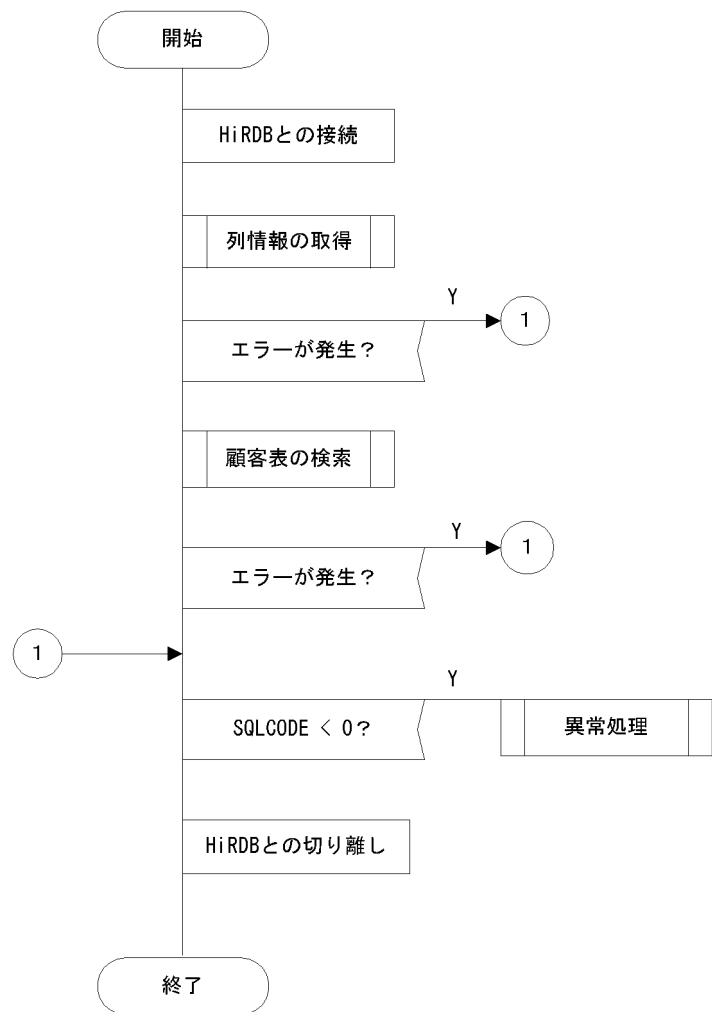 開始
HiRDBとの接続
列情報の取得
Y
1
エラーが発生？
顧客表の検索
Y
1
エラーが発生？
1
Y
SQLCODE < 0？
異常処理
HiRDBとの切り離し
終了